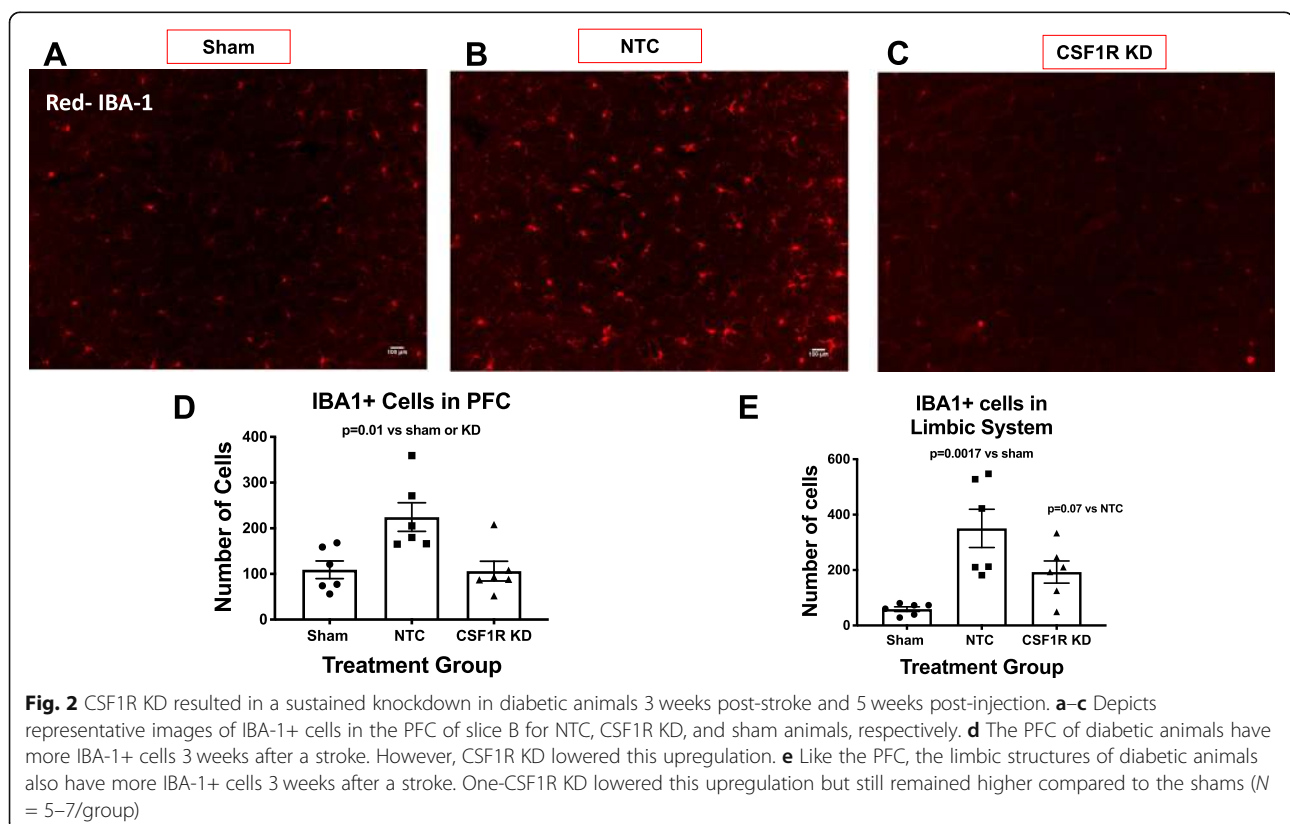 A
Sham
B
NTC
C
CSF1R KD
Red- IBA-1
100 µm
100 µm
D
IBA1+ Cells in PFC
p=0.01 vs sham or KD
Number of Cells
400
300
200
100
0
Sham
NTC
CSF1R KD
Treatment Group
E
IBA1+ cells in
Limbic System
p=0.0017 vs sham
p=0.07 vs NTC
Number of cells
600
400
200
0
Sham
NTC
CSF1R KD
Treatment Group
Fig. 2 CSF1R KD resulted in a sustained knockdown in diabetic animals 3 weeks post-stroke and 5 weeks post-injection. a–c Depicts
representative images of IBA-1+ cells in the PFC of slice B for NTC, CSF1R KD, and sham animals, respectively. d The PFC of diabetic animals have
more IBA-1+ cells 3 weeks after a stroke. However, CSF1R KD lowered this upregulation. e Like the PFC, the limbic structures of diabetic animals
also have more IBA-1+ cells 3 weeks after a stroke. One-CSF1R KD lowered this upregulation but still remained higher compared to the shams (N
= 5–7/group)